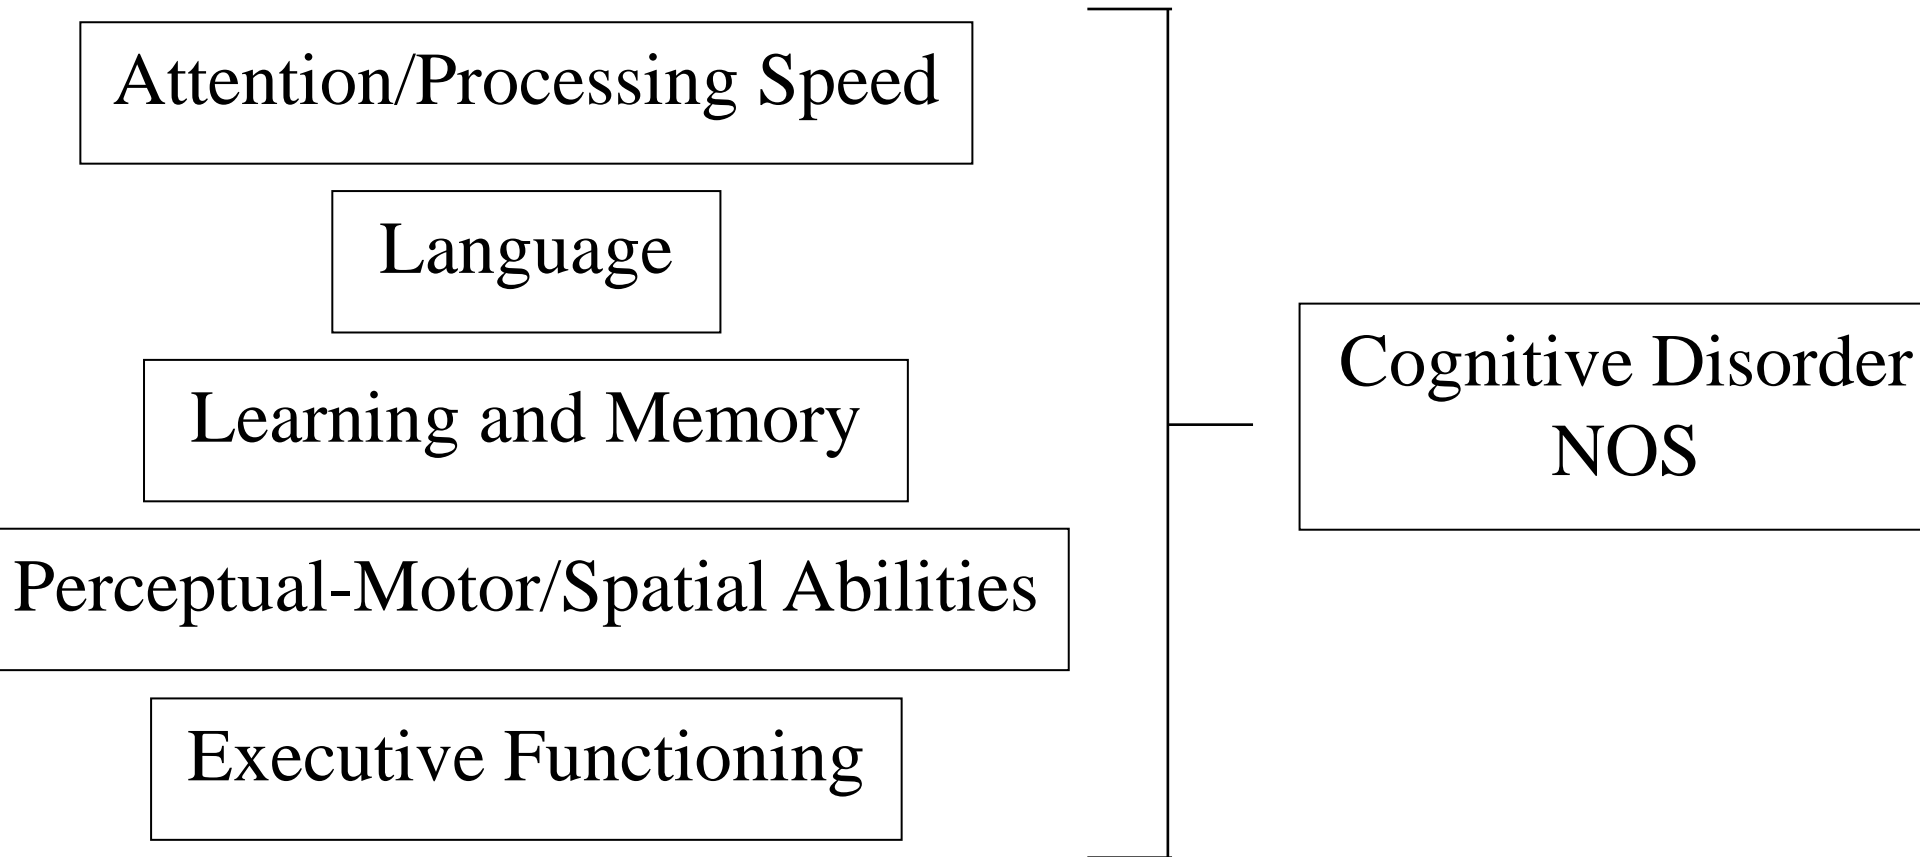 Attention/Processing Speed
Language
Learning and Memory
Perceptual-Motor/Spatial Abilities
Executive Functioning
Cognitive Disorder
NOS